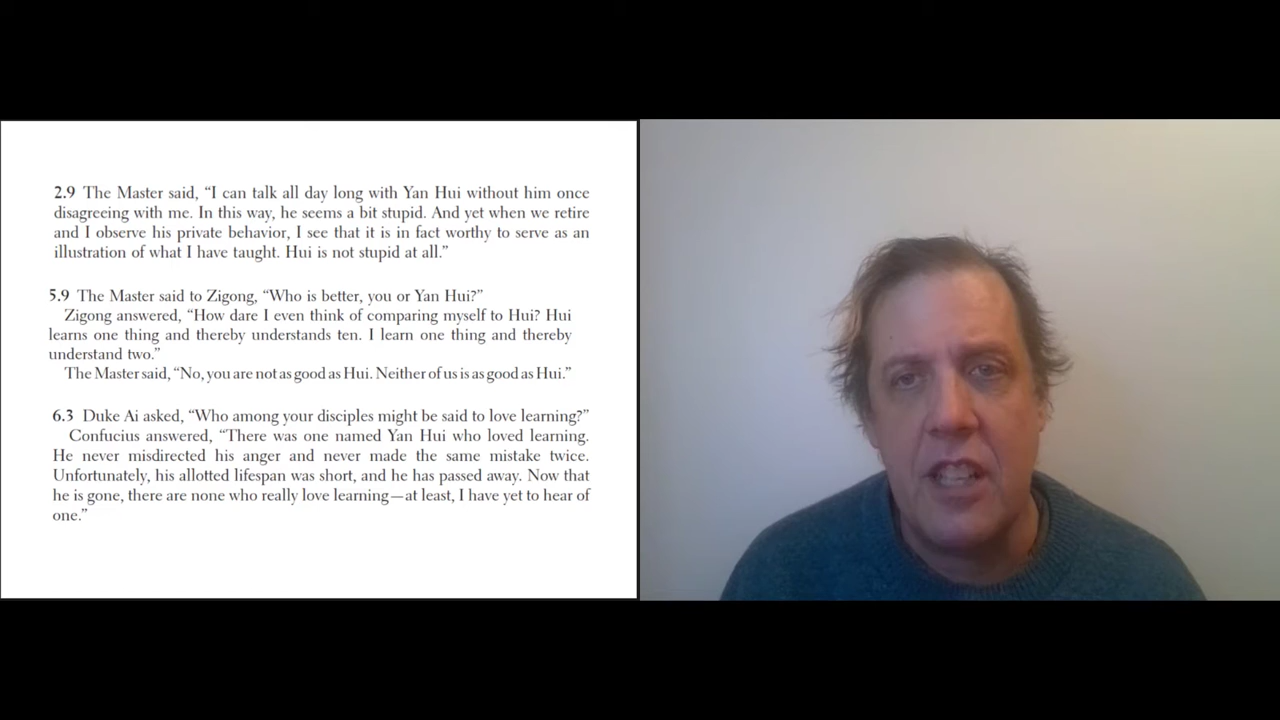 2.9 The Master said, “I can talk all day long with Yan Hui without him once
disagreeing with me. In this way, he seems a bit stupid. And yet when we retire
and I observe his private behavior, I see that it is in fact worthy to serve as an
illustration of what I have taught. Hui is not stupid at all.”
5.9 The Master said to Zigong, “Who is better, you or Yan Hui?”
Zigong answered, “How dare I even think of comparing myself to Hui? Hui
learns one thing and thereby understands ten. I learn one thing and thereby
understand two.”
The Master said, “No, you are not as good as Hui. Neither of us is as good as Hui.”
6.3 Duke Ai asked, “Who among your disciples might be said to love learning?”
Confucius answered, “There was one named Yan Hui who loved learning.
He never misdirected his anger and never made the same mistake twice.
Unfortunately, his allotted lifespan was short, and he has passed away. Now that
he is gone, there are none who really love learning—at least, I have yet to hear of
one.”